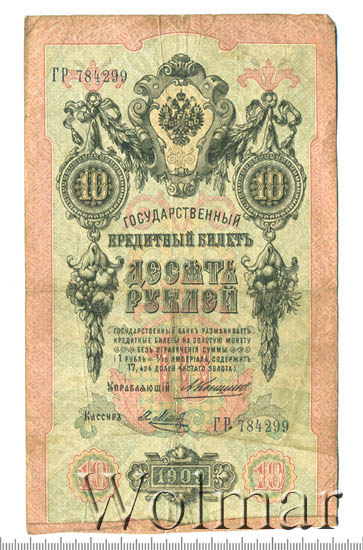 ГР 784299
10 10
ГОСУДАРСТВЕННЫЙ
КРЕДИТНЫЙ БИЛЕТЪ
ДЕСЯТЬ
РУБЛЕЙ
ГОСУДАРСТВЕННЫЙ БАНКЪ РАЗМѢНИВАЕТЪ
КРЕДИТНЫЕ БИЛЕТЫ НА ЗОЛОТУЮ МОНЕТУ
БЕЗЪ ОГРАНИЧЕНІЯ СУММЫ
(1 РУБЛЬ = 1/15 ИМПЕРІАЛА, СОДЕРЖИТЪ
17,424 ДОЛЕЙ ЧИСТАГО ЗОЛОТА)
УПРАВЛЯЮЩІЙ
КАССИРЪ
ГР 784299
10 1909 10
Wolmar